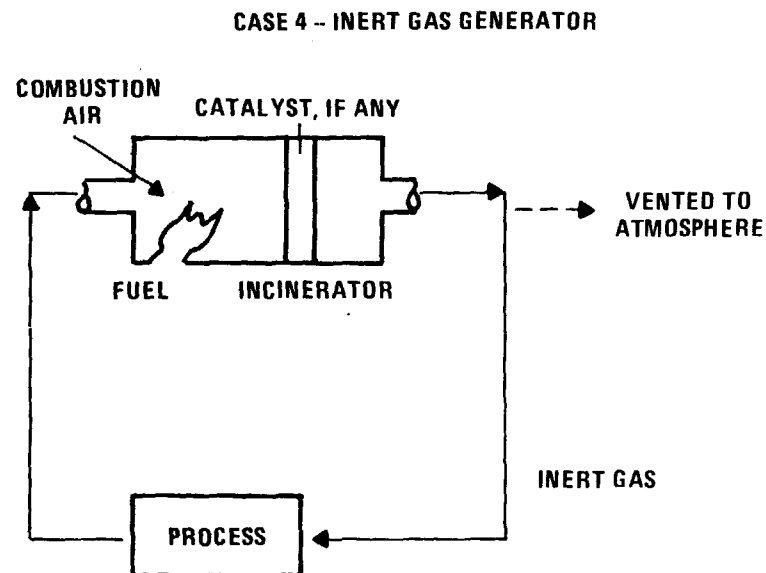 CASE 4 -- INERT GAS GENERATOR
COMBUSTION
AIR
CATALYST, IF ANY
VENTED TO
ATMOSPHERE
FUEL
INCINERATOR
INERT GAS
PROCESS